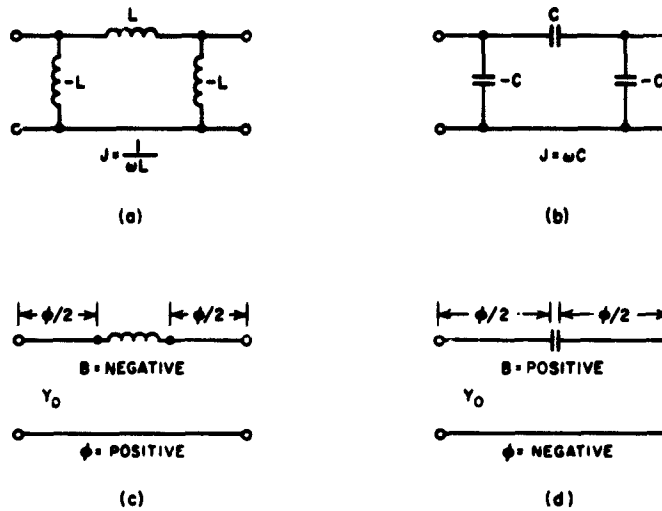 L
-L
-L
J = 1/ωL
(a)
C
-C
-C
J = ωC
(b)
ϕ/2
ϕ/2
B = NEGATIVE
Y₀
ϕ = POSITIVE
(c)
ϕ/2
ϕ/2
B = POSITIVE
Y₀
ϕ = NEGATIVE
(d)